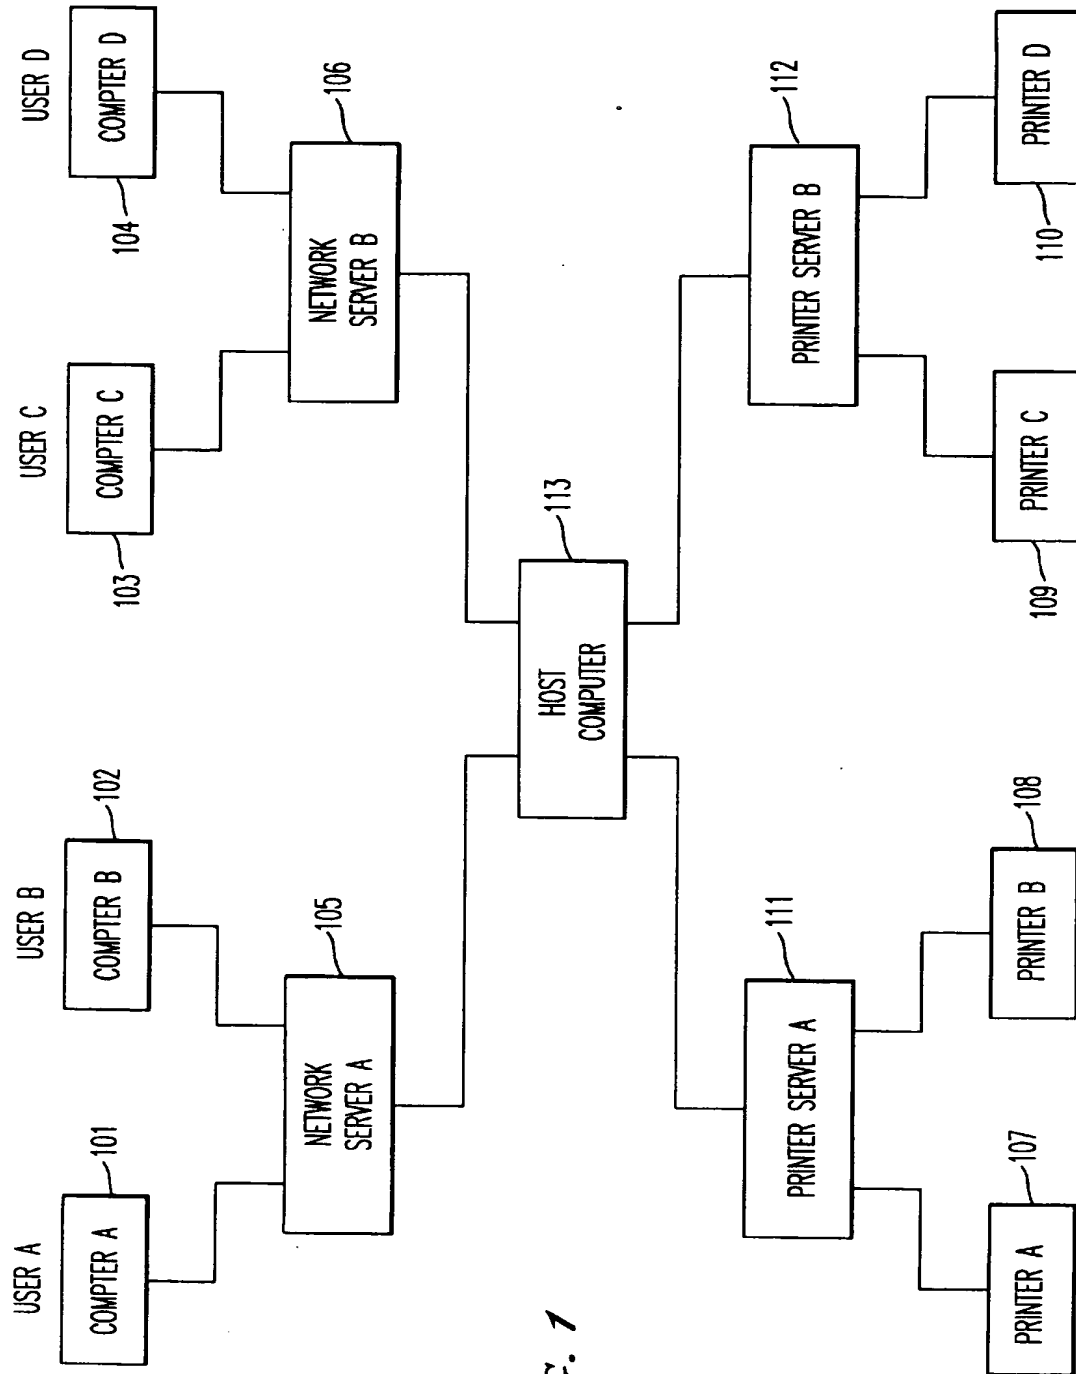 USER A
USER B
USER C
USER D
COMPTER A
101
COMPTER B
102
COMPTER C
103
COMPTER D
104
NETWORK
SERVER A
105
NETWORK
SERVER B
106
HOST
COMPUTER
113
PRINTER SERVER A
111
PRINTER SERVER B
112
PRINTER A
107
PRINTER B
108
PRINTER C
109
PRINTER D
110
G. 1